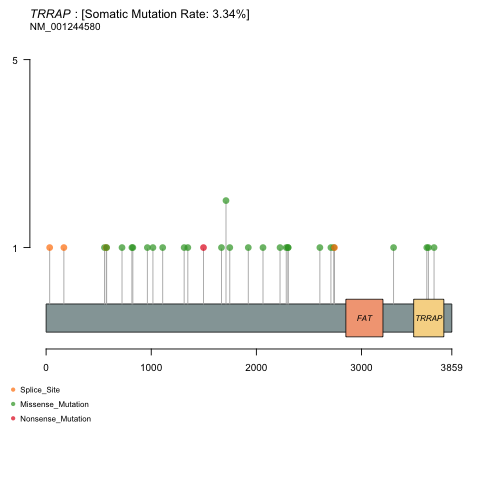 TRRAP : [Somatic Mutation Rate: 3.34%]
NM_001244580
5
1
FAT
TRRAP
0 1000 2000 3000 3859
Splice_Site
Missense_Mutation
Nonsense_Mutation